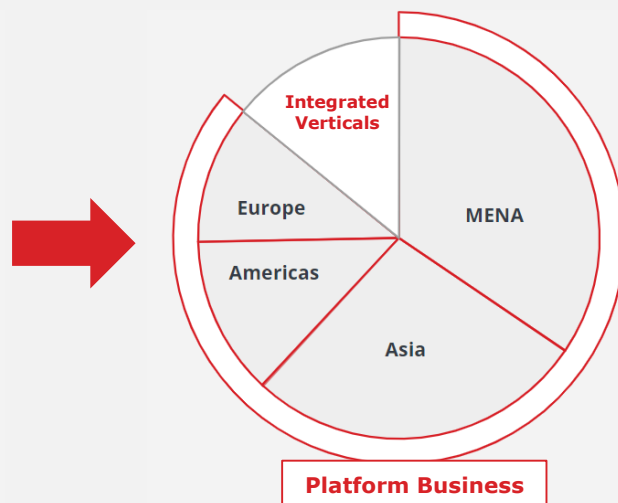 Integrated
Verticals
Europe
MENA
Americas
Asia
Platform Business